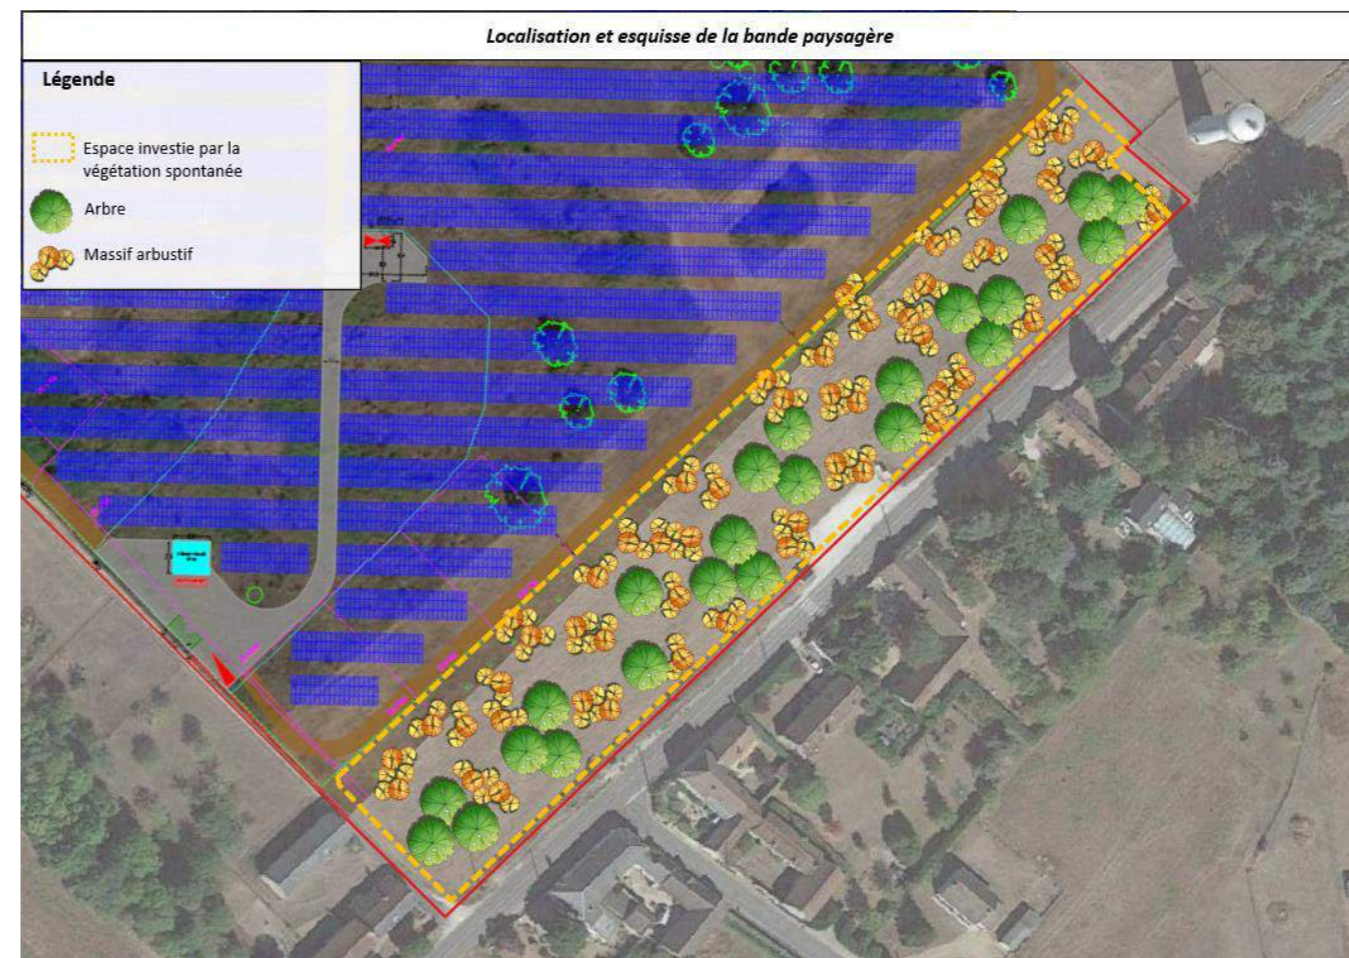 Localisation et esquisse de la bande paysagère
Légende
Espace investie par la
végétation spontanée
Arbre
Massif arbustif